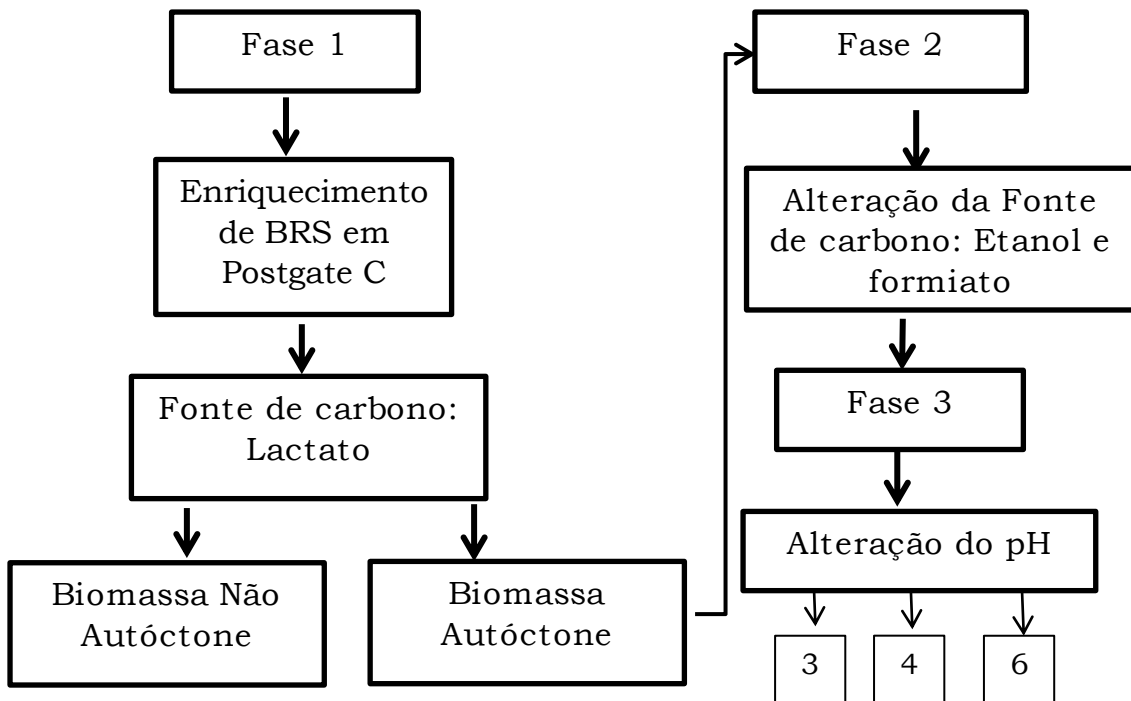 Fase 1
Enriquecimento
de BRS em
Postgate C
Fonte de carbono:
Lactato
Biomassa Não
Autóctone
Biomassa
Autóctone
Fase 2
Alteração da Fonte
de carbono: Etanol e
formiato
Fase 3
Alteração do pH
3
4
6